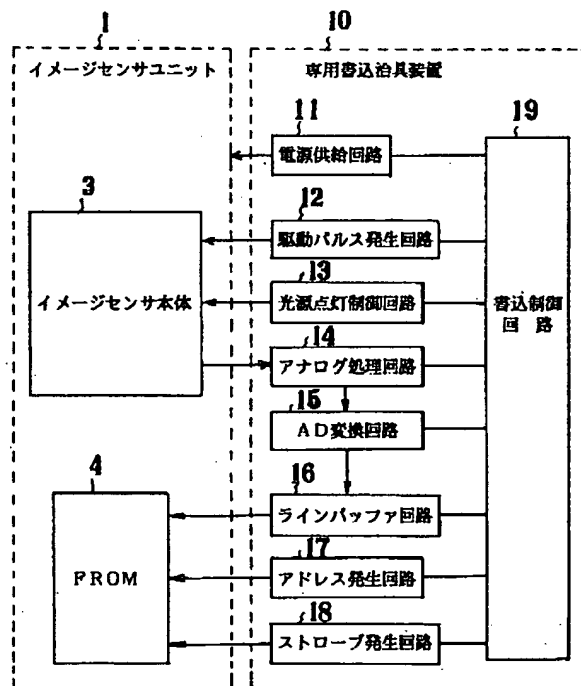 1
イメージセンサユニット
10
専用書込治具装置
11
電源供給回路
19
書込制御
回 路
3
イメージセンサ本体
12
駆動パルス発生回路
13
光源点灯制御回路
14
アナログ処理回路
15
AD変換回路
4
FROM
16
ラインバッファ回路
17
アドレス発生回路
18
ストローブ発生回路